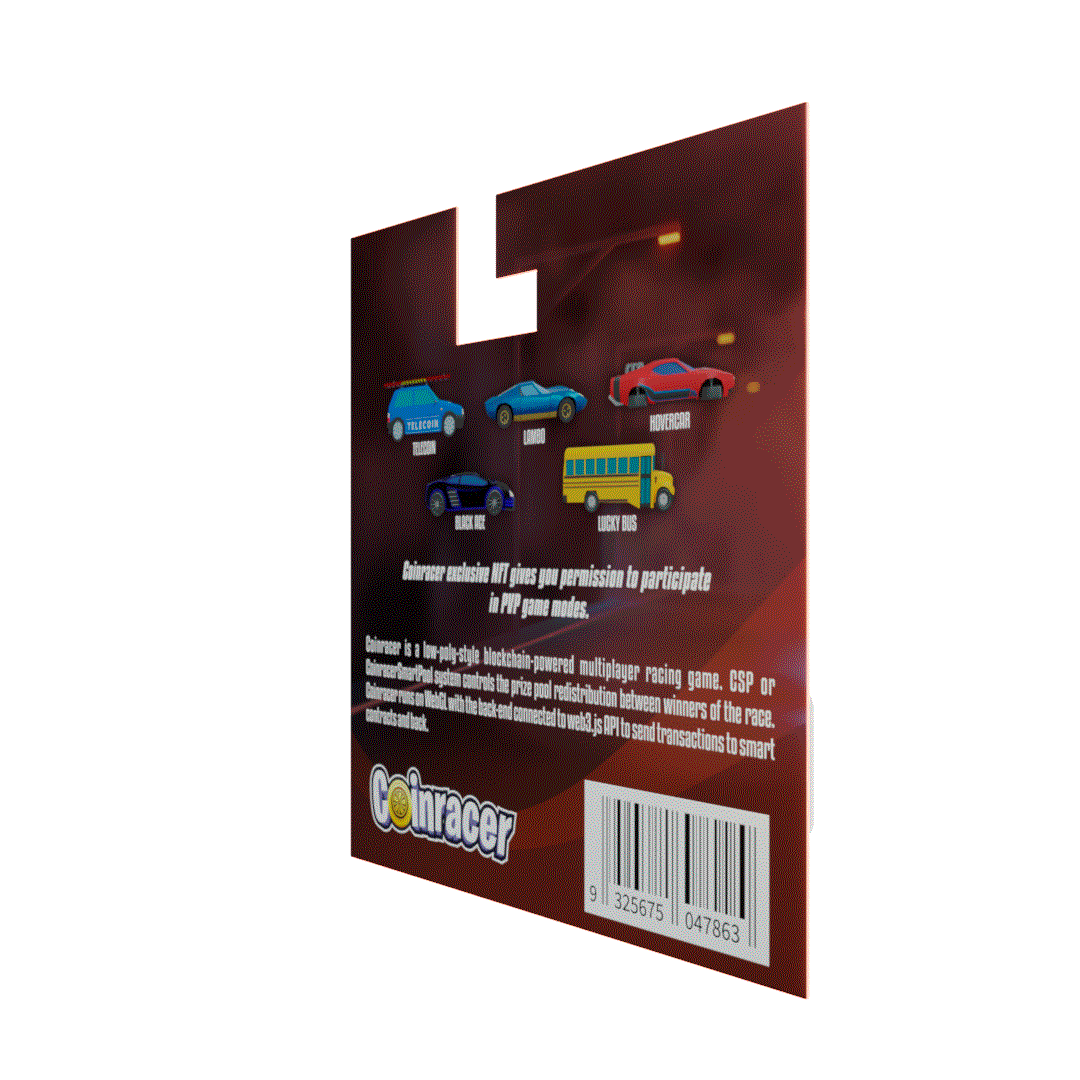 TELECOIN
TELECOIN
LAMBO
HOVERCAR
BLACK VEE
LUCKY BUS
Coinracer exclusive NFT gives you permission to participate
in PVP game modes.
Coinracer is a low-poly-style blockchain-powered multiplayer racing game. CSP or
CoinracerSmartPool system controls the prize pool redistribution between winners of the race.
Coinracer runs on WebGL with the back-end connected to web3.js API to send transactions to smart
contracts and back.
Coinracer
9 325675 047863